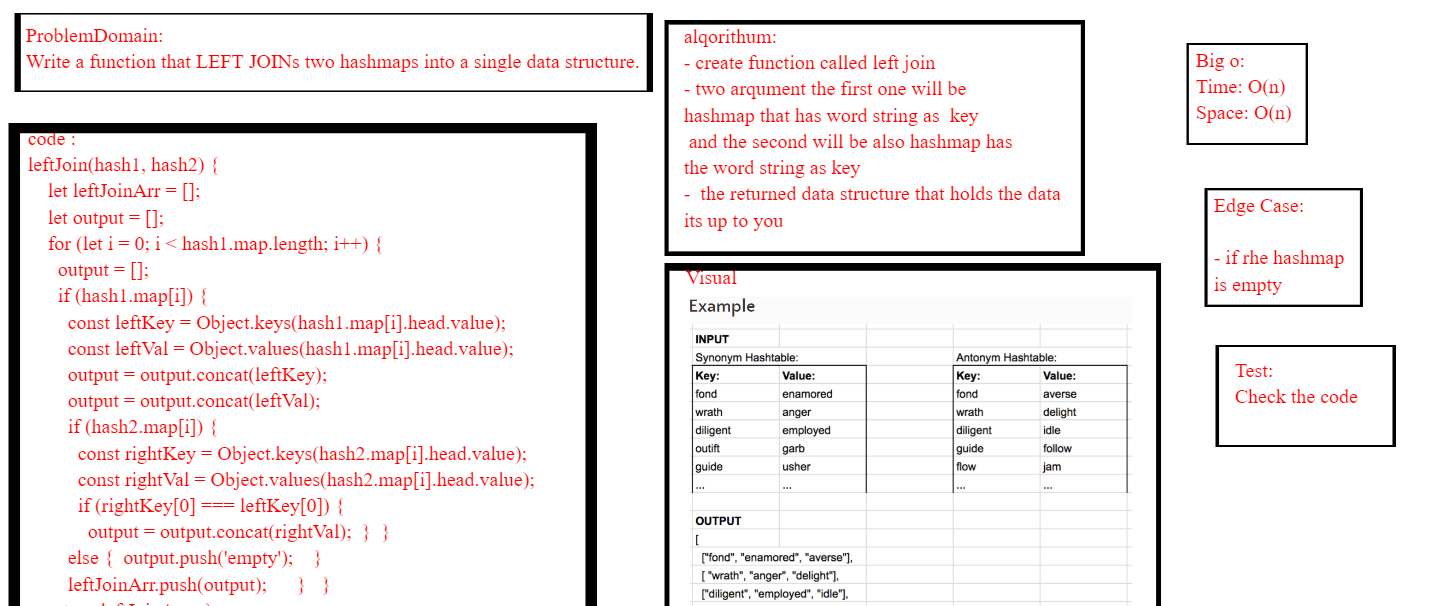 ProblemDomain:
Write a function that LEFT JOINs two hashmaps into a single data structure.
code :
leftJoin(hash1, hash2) {
let leftJoinArr = [];
let output = [];
for (let i = 0; i < hash1.map.length; i++) {
output = [];
if (hash1.map[i]) {
const leftKey = Object.keys(hash1.map[i].head.value);
const leftVal = Object.values(hash1.map[i].head.value);
output = output.concat(leftKey);
output = output.concat(leftVal);
if (hash2.map[i]) {
const rightKey = Object.keys(hash2.map[i].head.value);
const rightVal = Object.values(hash2.map[i].head.value);
if (rightKey[0] === leftKey[0]) {
output = output.concat(rightVal); } }
else { output.push('empty'); }
leftJoinArr.push(output); } }
alqorithum:
- create function called left join
- two arqument the first one will be
hashmap that has word string as key
and the second will be also hashmap has
the word string as key
- the returned data structure that holds the data
its up to you
Visual
Example
INPUT
Synonym Hashtable: Antonym Hashtable:
Key: Value: Key: Value:
fond enamored fond averse
wrath anger wrath delight
diligent employed diligent idle
outift garb guide follow
guide usher flow jam
... ... ... ...
OUTPUT
[
["fond", "enamored", "averse"],
[ "wrath", "anger", "delight"],
["diligent", "employed", "idle"],
Big o:
Time: O(n)
Space: O(n)
Edge Case:
- if rhe hashmap
is empty
Test:
Check the code